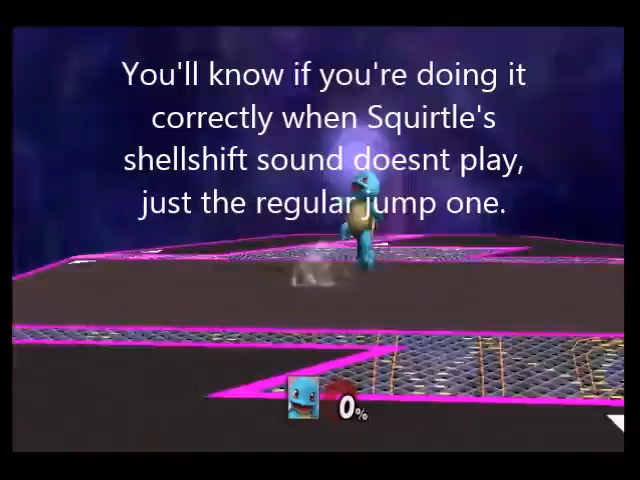 You'll know if you're doing it
correctly when Squirtle's
shellshift sound doesnt play,
just the regular jump one.
0%